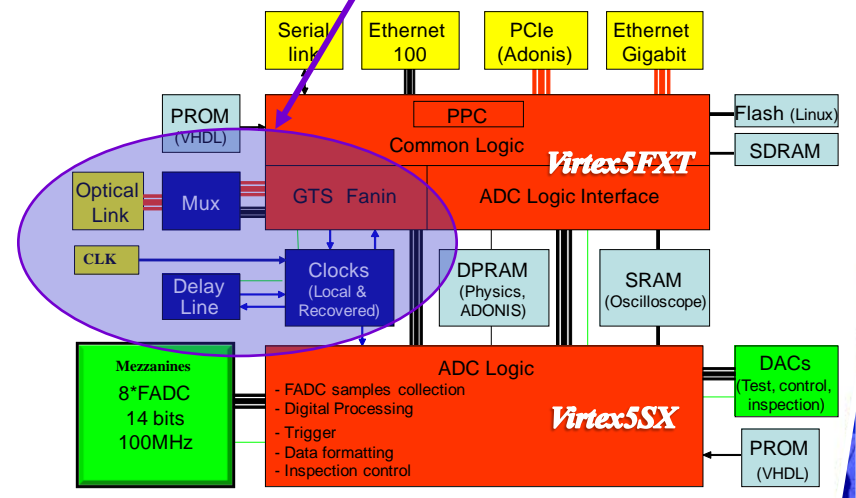 Serial
link
Ethernet
100
PCIe
(Adonis)
Ethernet
Gigabit
PROM
(VHDL)
PPC
Common Logic
Virtex5FXT
Flash (Linux)
SDRAM
Optical
Link
Mux
GTS Fanin
ADC Logic Interface
CLK
Delay
Line
Clocks
(Local &
Recovered)
DPRAM
(Physics,
ADONIS)
SRAM
(Oscilloscope)
Mezzanines
8*FADC
14 bits
100MHz
ADC Logic
- FADC samples collection
- Digital Processing
- Trigger
- Data formatting
- Inspection control
Virtex5SX
DACs
(Test, control,
inspection)
PROM
(VHDL)